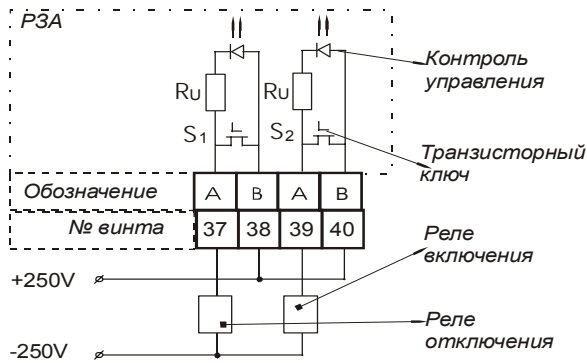 РЗА
Контроль
управления
Ru
Ru
S1
S2
Транзисторный
ключ
Обозначение A B A B
№ винта 37 38 39 40
Реле
включения
+250V
Реле
отключения
-250V